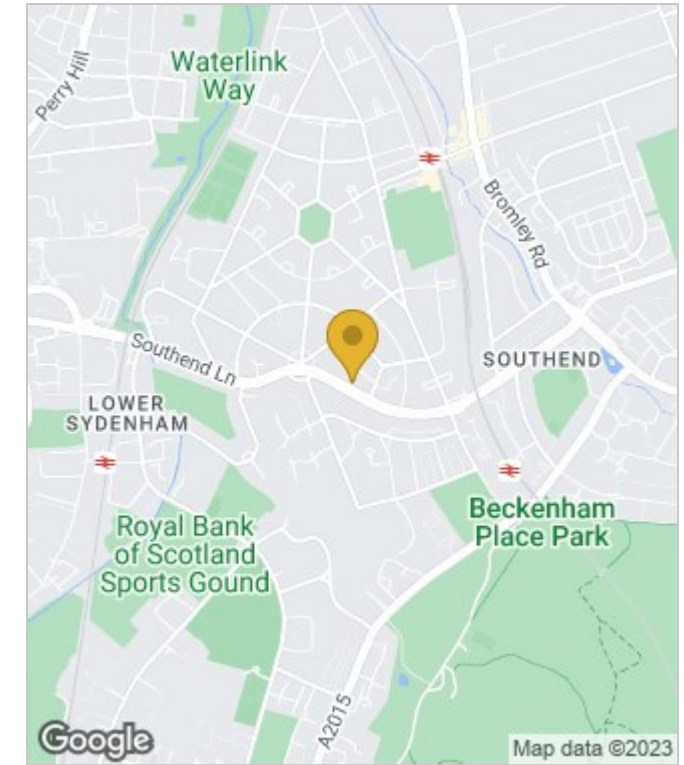 Waterlink
Way
Perry Hill
Bromley Rd
Southend Ln
SOUTHEND
LOWER
SYDENHAM
Beckenham
Place Park
Royal Bank
of Scotland
Sports Gound
A2015
Google
Map data ©2023